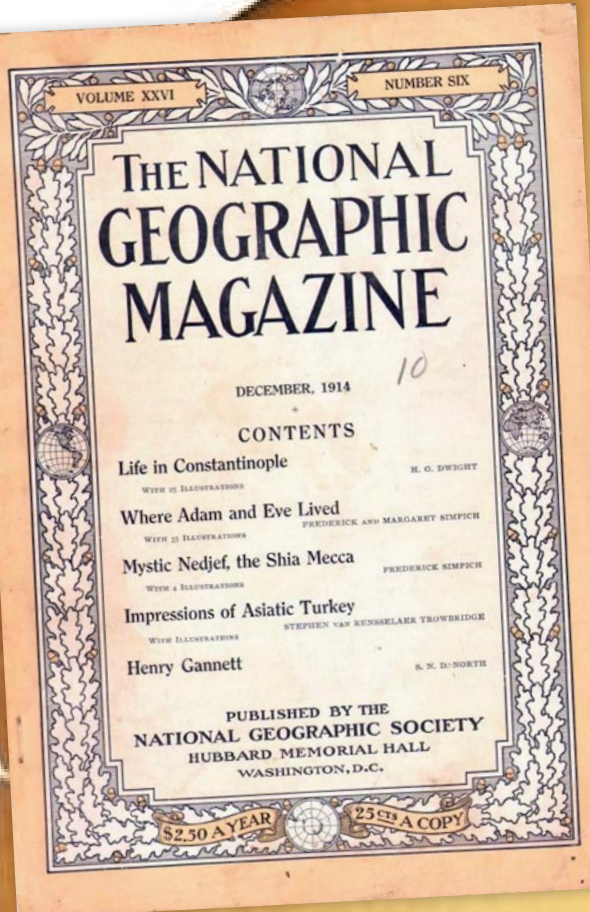 VOLUME XXVI
NUMBER SIX
THE NATIONAL
GEOGRAPHIC
MAGAZINE
10
DECEMBER, 1914
CONTENTS
Life in Constantinople
H. G. DWIGHT
WITH 25 ILLUSTRATIONS
Where Adam and Eve Lived
FREDERICK AND MARGARET SIMPICH
WITH 35 ILLUSTRATIONS
Mystic Nedjef, the Shia Mecca
FREDERICK SIMPICH
WITH 4 ILLUSTRATIONS
Impressions of Asiatic Turkey
STEPHEN VAN RENSSELAER TROWBRIDGE
WITH ILLUSTRATIONS
Henry Gannett
S. N. D. NORTH
PUBLISHED BY THE
NATIONAL GEOGRAPHIC SOCIETY
HUBBARD MEMORIAL HALL
WASHINGTON, D.C.
$2.50 A YEAR
25 CTS A COPY